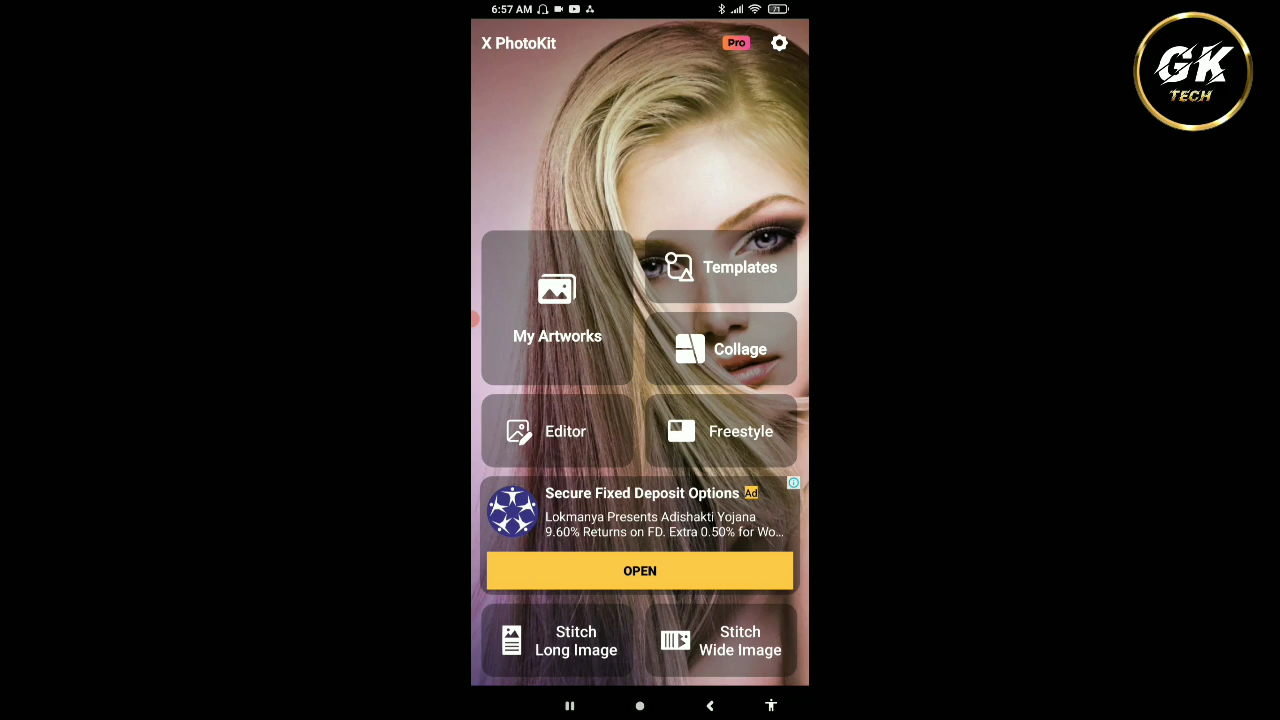 6:57 AM
71
X PhotoKit
Pro
GK
TECH
My Artworks
Templates
Collage
Editor
Freestyle
Secure Fixed Deposit Options Ad
Lokmanya Presents Adishakti Yojana
9.60% Returns on FD. Extra 0.50% for Wo...
OPEN
Stitch
Long Image
Stitch
Wide Image